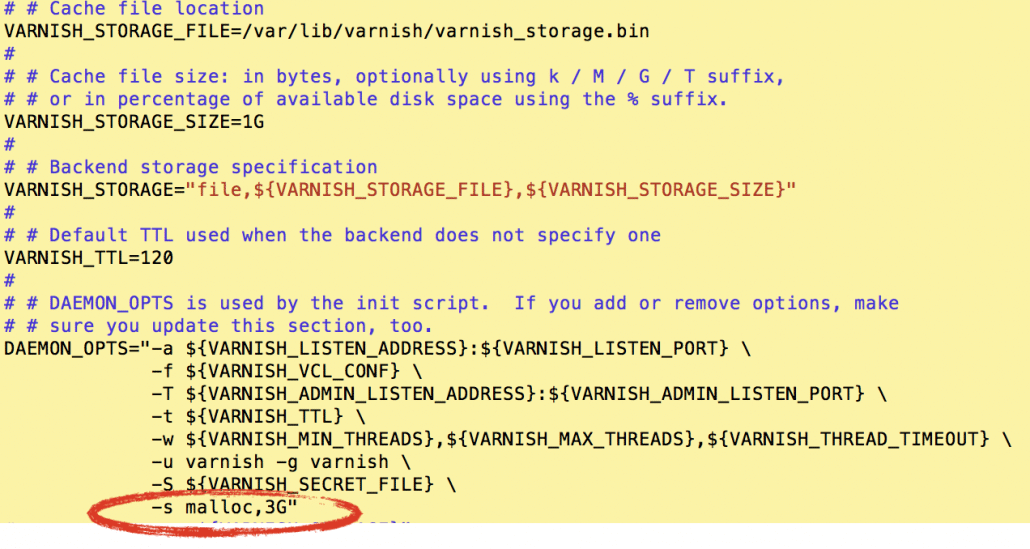 # # Cache file location
VARNISH_STORAGE_FILE=/var/lib/varnish/varnish_storage.bin
#
# # Cache file size: in bytes, optionally using k / M / G / T suffix,
# # or in percentage of available disk space using the % suffix.
VARNISH_STORAGE_SIZE=1G
#
# # Backend storage specification
VARNISH_STORAGE="file,${VARNISH_STORAGE_FILE},${VARNISH_STORAGE_SIZE}"
#
# # Default TTL used when the backend does not specify one
VARNISH_TTL=120
#
# # DAEMON_OPTS is used by the init script.  If you add or remove options, make
# # sure you update this section, too.
DAEMON_OPTS="-a ${VARNISH_LISTEN_ADDRESS}:${VARNISH_LISTEN_PORT} \
-f ${VARNISH_VCL_CONF} \
-T ${VARNISH_ADMIN_LISTEN_ADDRESS}:${VARNISH_ADMIN_LISTEN_PORT} \
-t ${VARNISH_TTL} \
-w ${VARNISH_MIN_THREADS},${VARNISH_MAX_THREADS},${VARNISH_THREAD_TIMEOUT} \
-u varnish -g varnish \
-S ${VARNISH_SECRET_FILE} \
-s malloc,3G"